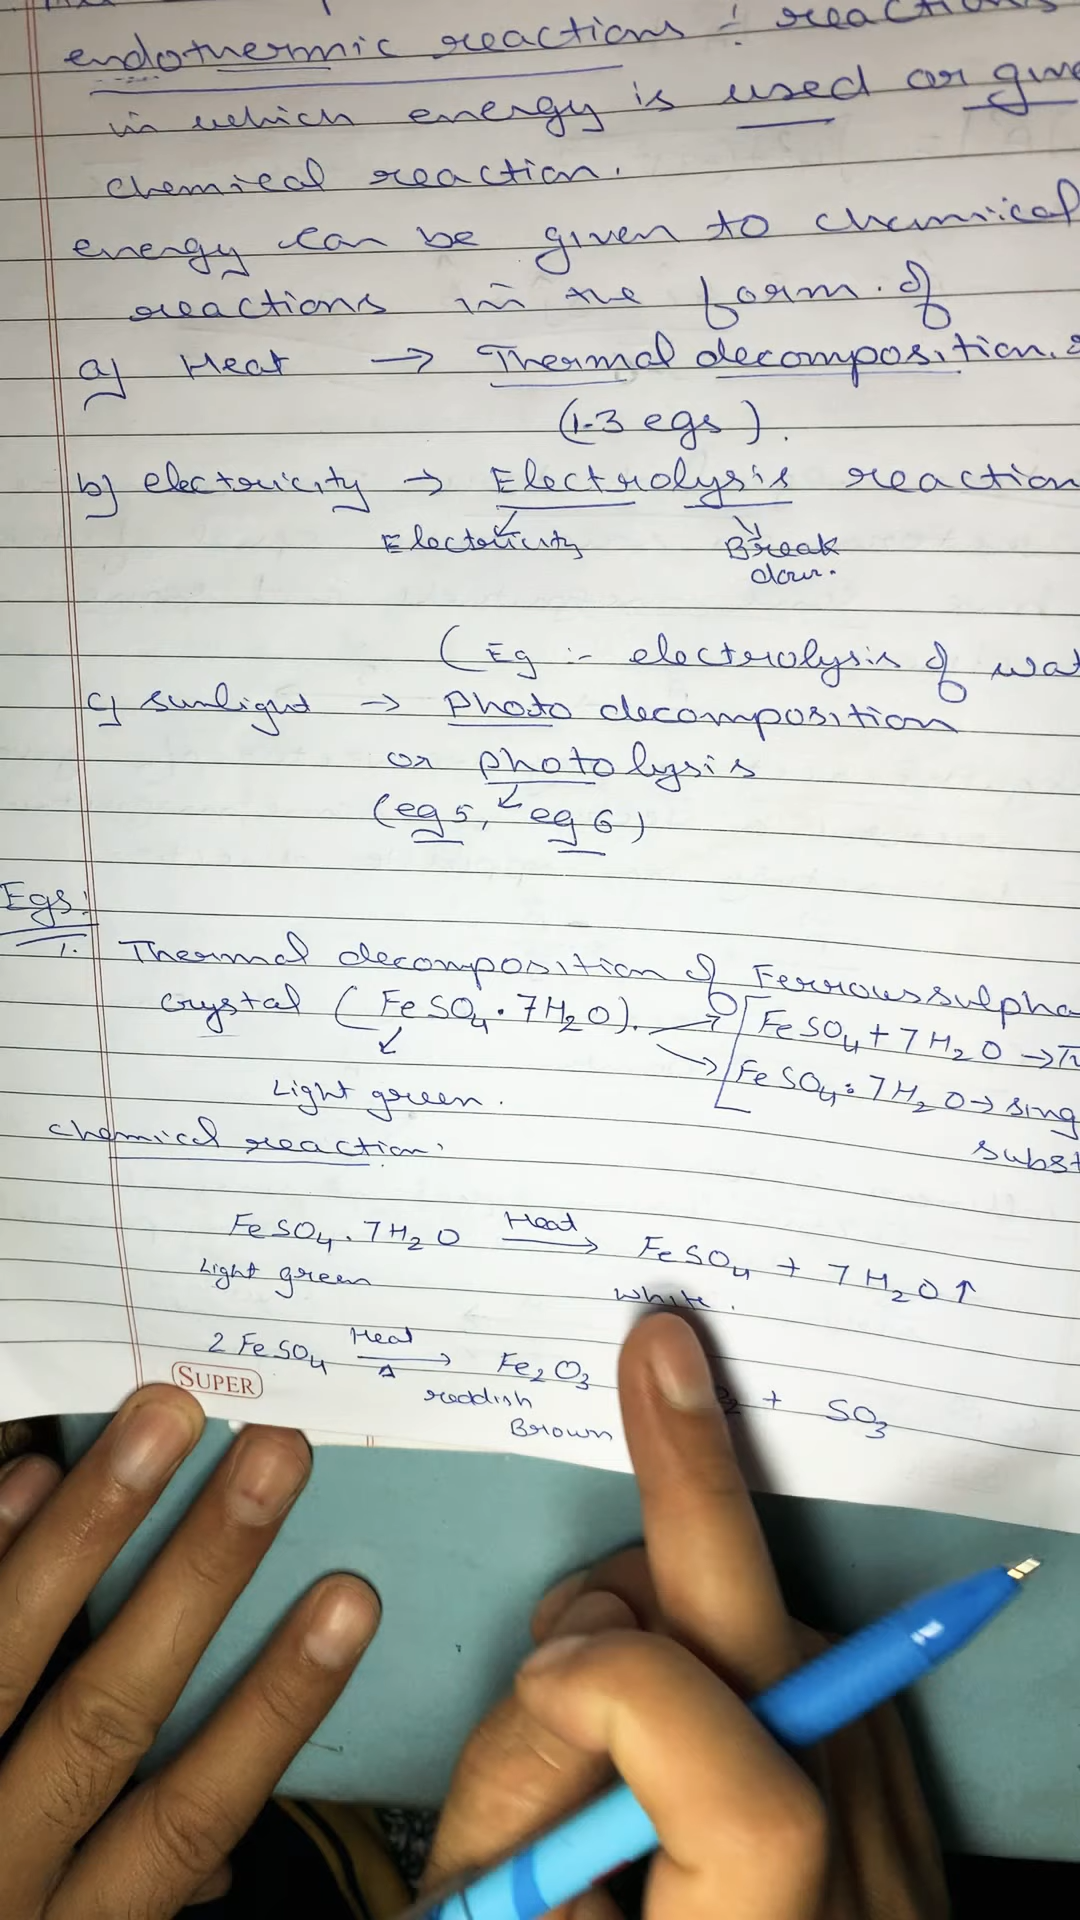 endothermic reactions :- reactions
in which energy is used or give
chemical reaction.
energy can be given to chemical
reactions in the form of
a) Heat → Thermal decomposition.
(1-3 egs).
b) electricity → Electrolysis reaction
Electricity Break
down.
(Eg :- electrolysis of wat
c) sunlight → Photo decomposition
or photolysis
(eg 5, eg 6)
Egs:
1. Thermal decomposition of Ferrous sulpha
crystal (FeSO₄·7H₂O). → FeSO₄ + 7H₂O →
→ FeSO₄·7H₂O → sing
Light green. subst
chemical reaction:
FeSO₄·7H₂O Heat → FeSO₄ + 7H₂O↑
Light green White.
2FeSO₄ Heat → Δ Fe₂O₃ + SO₃
reddish
Brown
SUPER